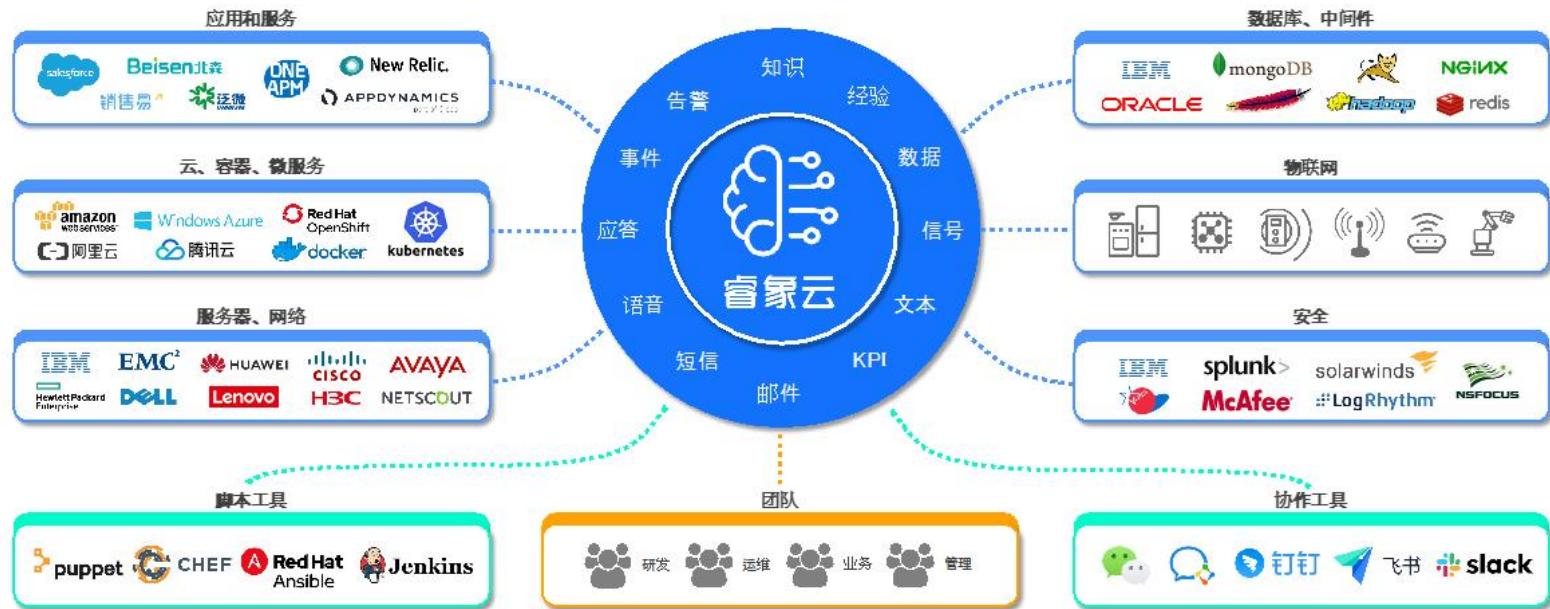 应用和服务
salesforce
Beisen北森
ONE APM
New Relic.
销售易
泛微
APPDYNAMICS
云、容器、微服务
amazon webservices
Windows Azure
Red Hat OpenShift
阿里云
腾讯云
docker
kubernetes
服务器、网络
IBM
EMC²
HUAWEI
CISCO
AVAYA
Hewlett Packard Enterprise
DELL
Lenovo
H3C
NETSCOUT
知识
告警
经验
事件
数据
应答
信号
语音
文本
短信
KPI
邮件
睿象云
数据库、中间件
IBM
mongoDB
NGINX
ORACLE
hadoop
redis
物联网
安全
IBM
splunk>
solarwinds
McAfee
LogRhythm
NSFOCUS
脚本工具
puppet
CHEF
A
Red Hat Ansible
Jenkins
团队
研发
运维
业务
管理
协作工具
钉钉
飞书
slack